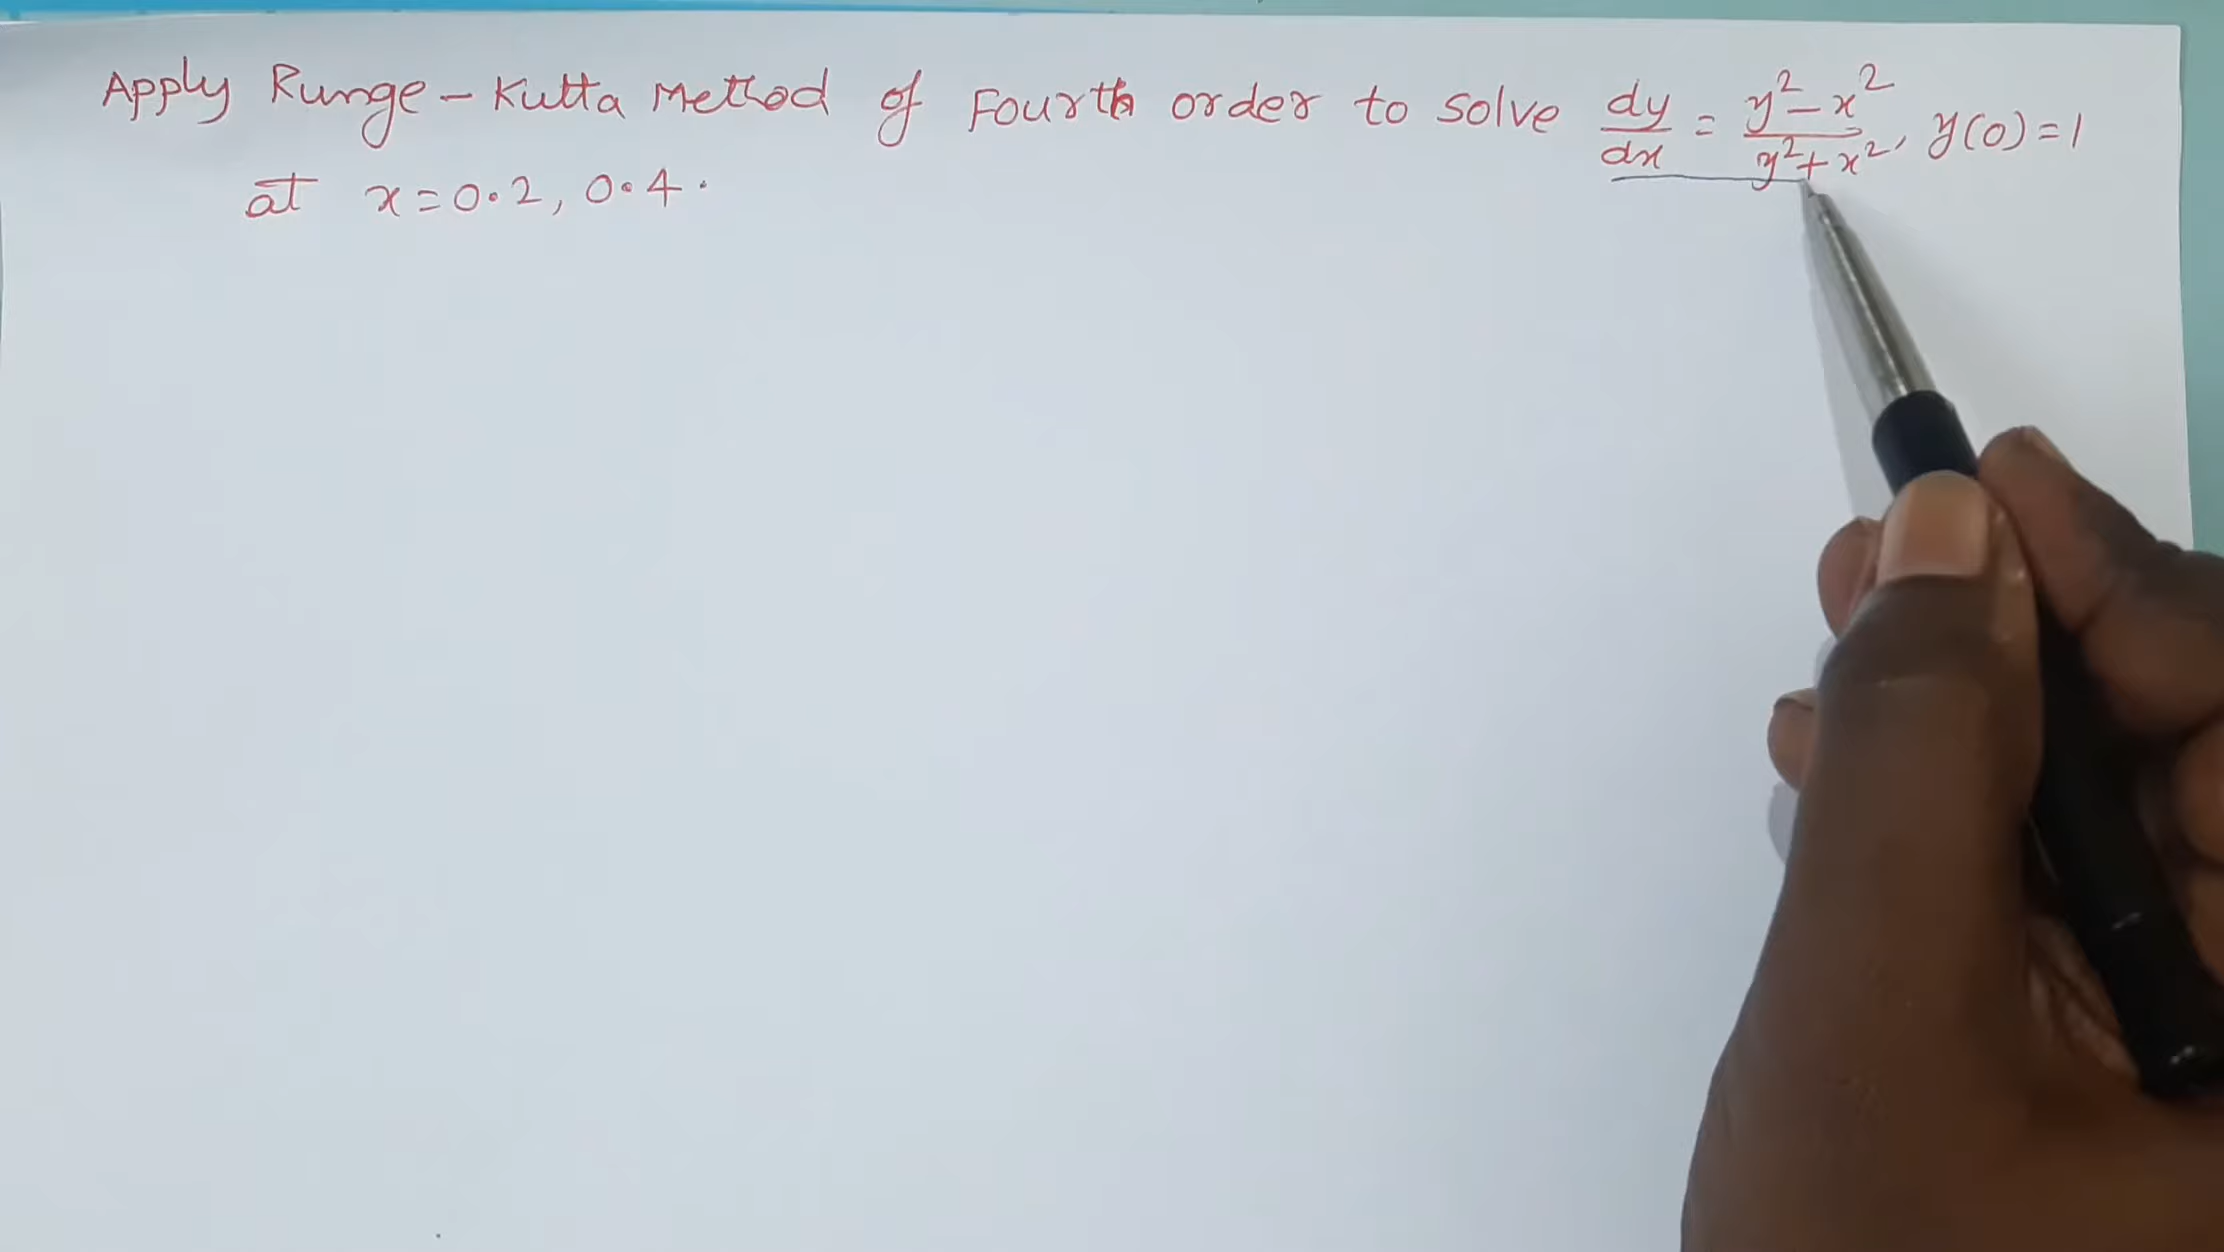 Apply Runge-Kutta Method of Fourth order to solve dy/dx = (y²-x²)/(y²+x²), y(0)=1
at x=0.2, 0.4.